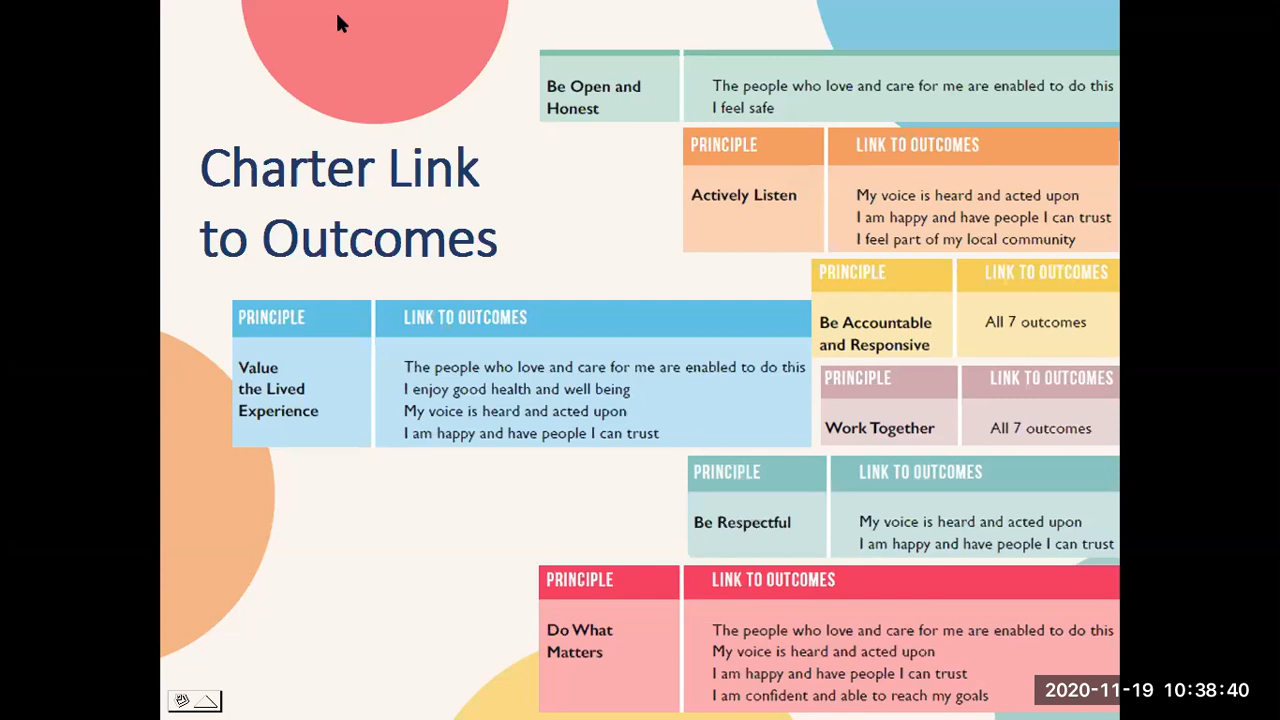 Charter Link
to Outcomes
Be Open and
Honest
The people who love and care for me are enabled to do this
I feel safe
PRINCIPLE
LINK TO OUTCOMES
Actively Listen
My voice is heard and acted upon
I am happy and have people I can trust
I feel part of my local community
PRINCIPLE
LINK TO OUTCOMES
Be Accountable
and Responsive
All 7 outcomes
PRINCIPLE
LINK TO OUTCOMES
Value
the Lived
Experience
The people who love and care for me are enabled to do this
I enjoy good health and well being
My voice is heard and acted upon
I am happy and have people I can trust
PRINCIPLE
LINK TO OUTCOMES
Work Together
All 7 outcomes
PRINCIPLE
LINK TO OUTCOMES
Be Respectful
My voice is heard and acted upon
I am happy and have people I can trust
PRINCIPLE
LINK TO OUTCOMES
Do What
Matters
The people who love and care for me are enabled to do this
My voice is heard and acted upon
I am happy and have people I can trust
I am confident and able to reach my goals
2020-11-19 10:38:40